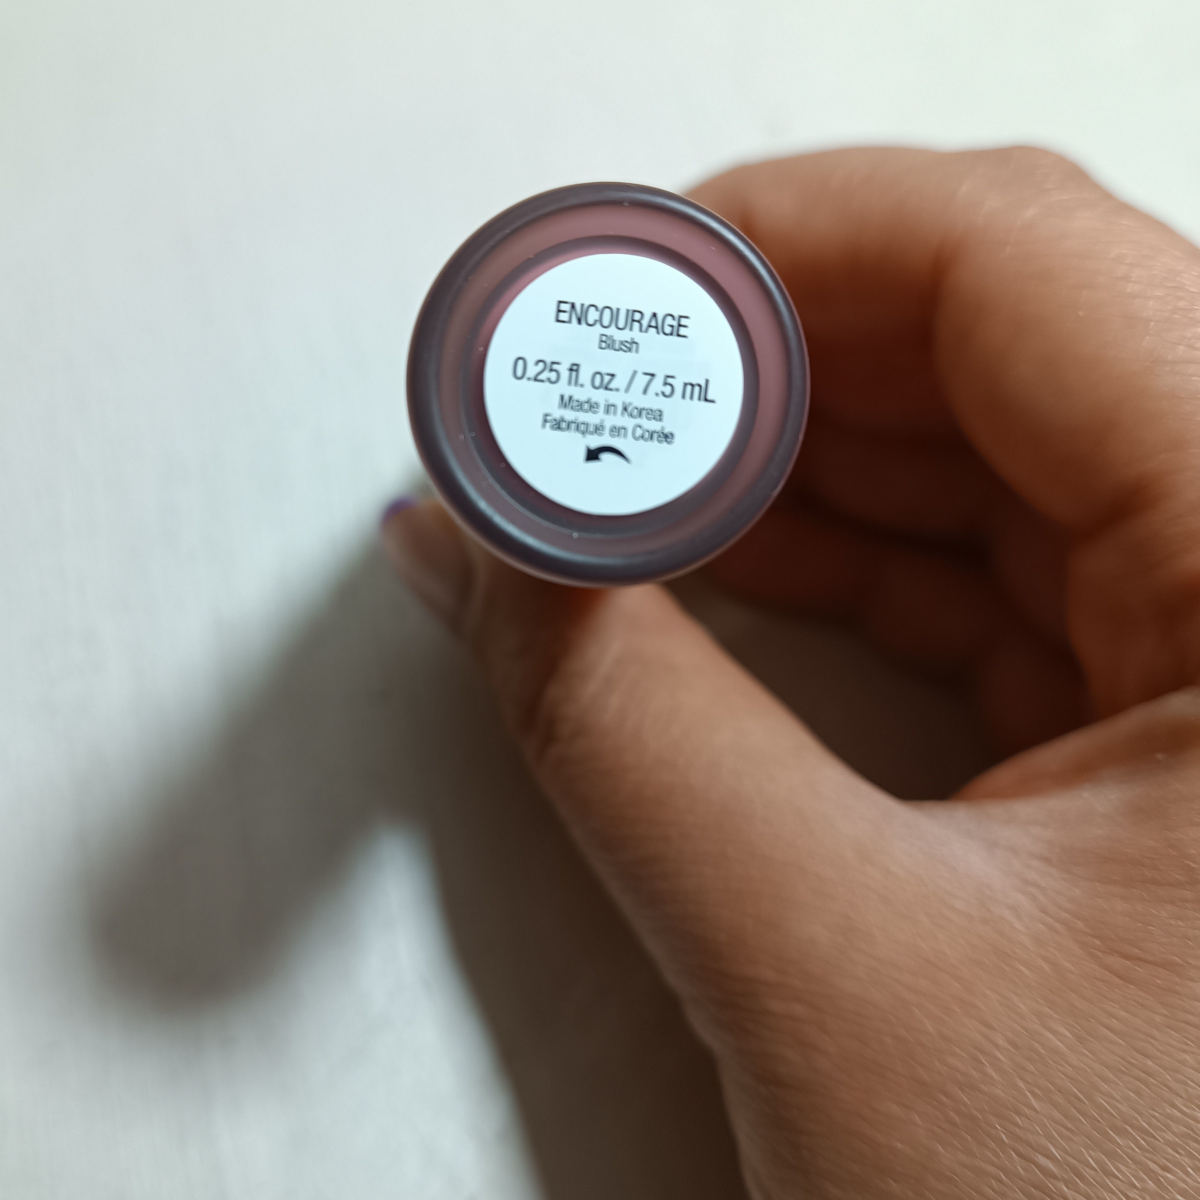 ENCOURAGE
Blush
0.25 fl. oz. / 7.5 mL
Made in Korea
Fabriqué en Corée